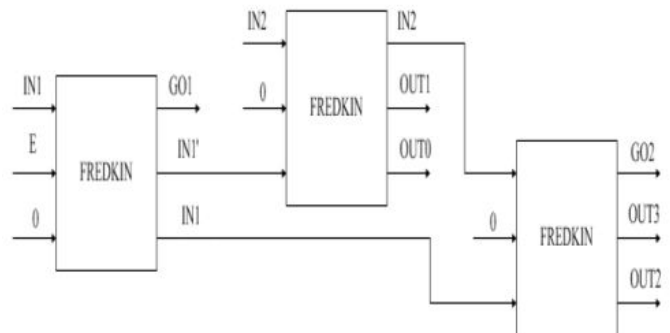 IN2 IN2
IN1 GO1 0 FREDKIN OUT1
E FREDKIN IN1' OUT0 GO2
0 IN1 0 FREDKIN OUT3
OUT2